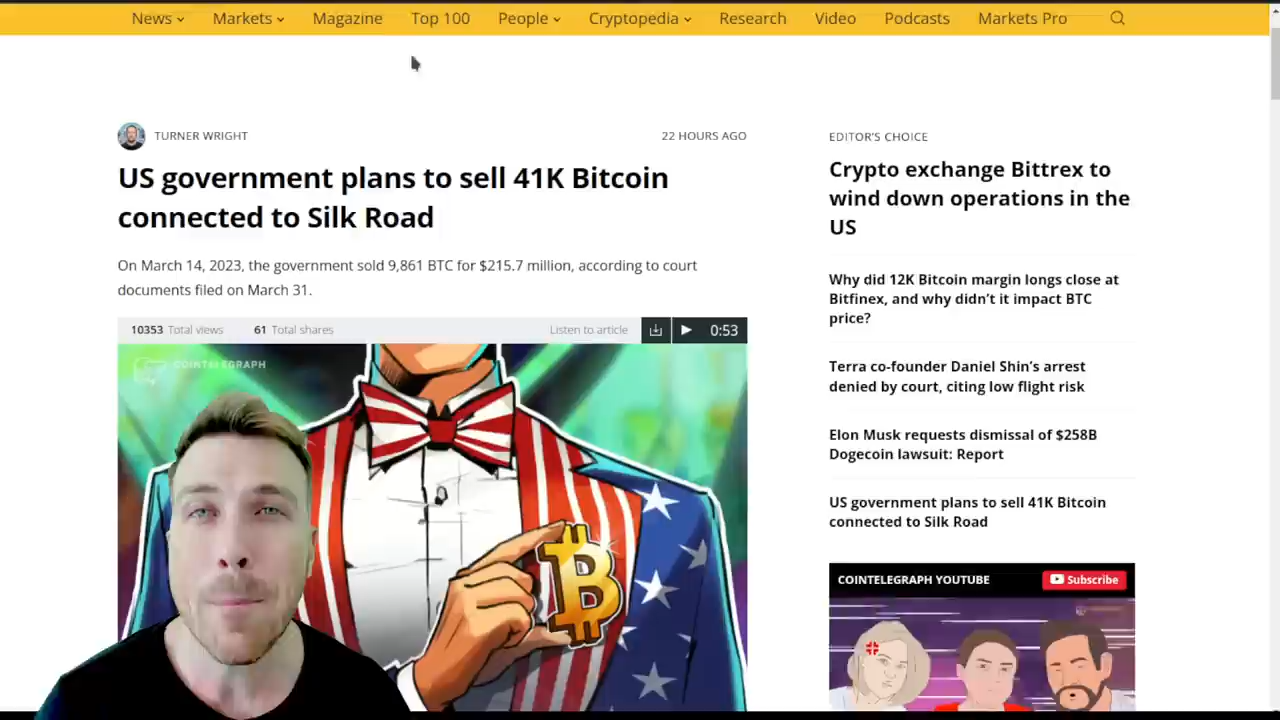 News Markets Magazine Top 100 People Cryptopedia Research Video Podcasts Markets Pro
TURNER WRIGHT 22 HOURS AGO
US government plans to sell 41K Bitcoin
connected to Silk Road
On March 14, 2023, the government sold 9,861 BTC for $215.7 million, according to court
documents filed on March 31.
10353 Total views 61 Total shares Listen to article 0:53
COINTELEGRAPH
EDITOR'S CHOICE
Crypto exchange Bittrex to
wind down operations in the
US
Why did 12K Bitcoin margin longs close at
Bitfinex, and why didn't it impact BTC
price?
Terra co-founder Daniel Shin's arrest
denied by court, citing low flight risk
Elon Musk requests dismissal of $258B
Dogecoin lawsuit: Report
US government plans to sell 41K Bitcoin
connected to Silk Road
COINTELEGRAPH YOUTUBE Subscribe